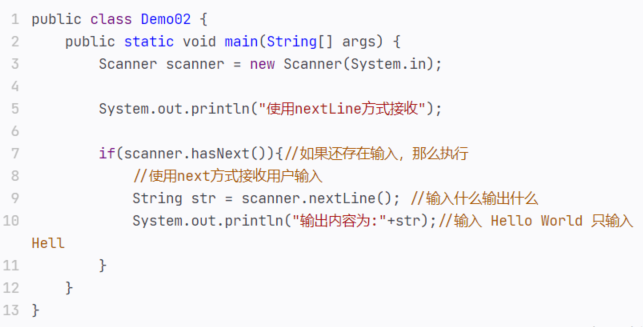 1 public class Demo02 {
2     public static void main(String[] args) {
3         Scanner scanner = new Scanner(System.in);
4
5         System.out.println("使用nextLine方式接收");
6
7         if(scanner.hasNext()){//如果还存在输入，那么执行
8             //使用next方式接收用户输入
9             String str = scanner.nextLine(); //输入什么输出什么
10             System.out.println("输出内容为:"+str);//输入 Hello World 只输入
Hell
11         }
12     }
13 }